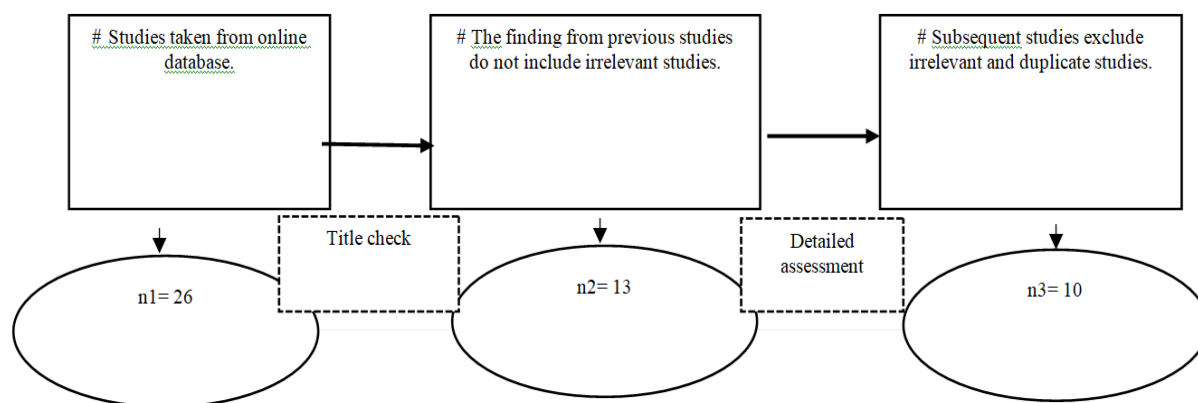 # Studies taken from online
database.
# The finding from previous studies
do not include irrelevant studies.
# Subsequent studies exclude
irrelevant and duplicate studies.
Title check
Detailed
assessment
n1= 26
n2= 13
n3= 10